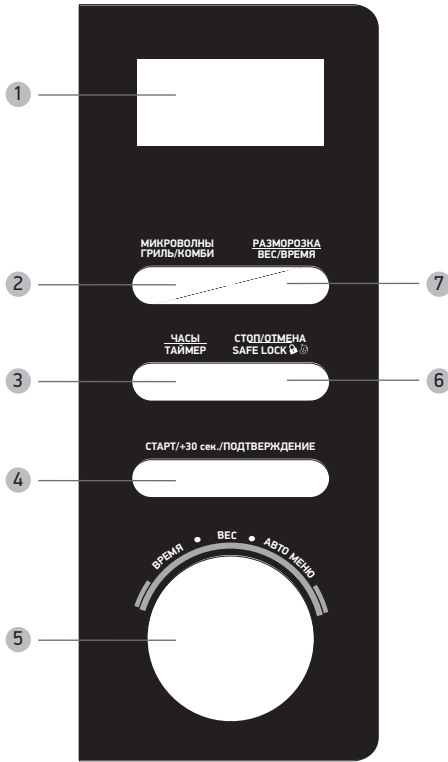 1
МИКРОВОЛНЫ
ГРИЛЬ/КОМБИ
РАЗМОРОЗКА
ВЕС/ВРЕМЯ
2
7
ЧАСЫ
ТАЙМЕР
СТОП/ОТМЕНА
SAFE LOCK
3
6
СТАРТ/+30 сек./ПОДТВЕРЖДЕНИЕ
4
ВРЕМЯ • ВЕС • АВТО МЕНЮ
5